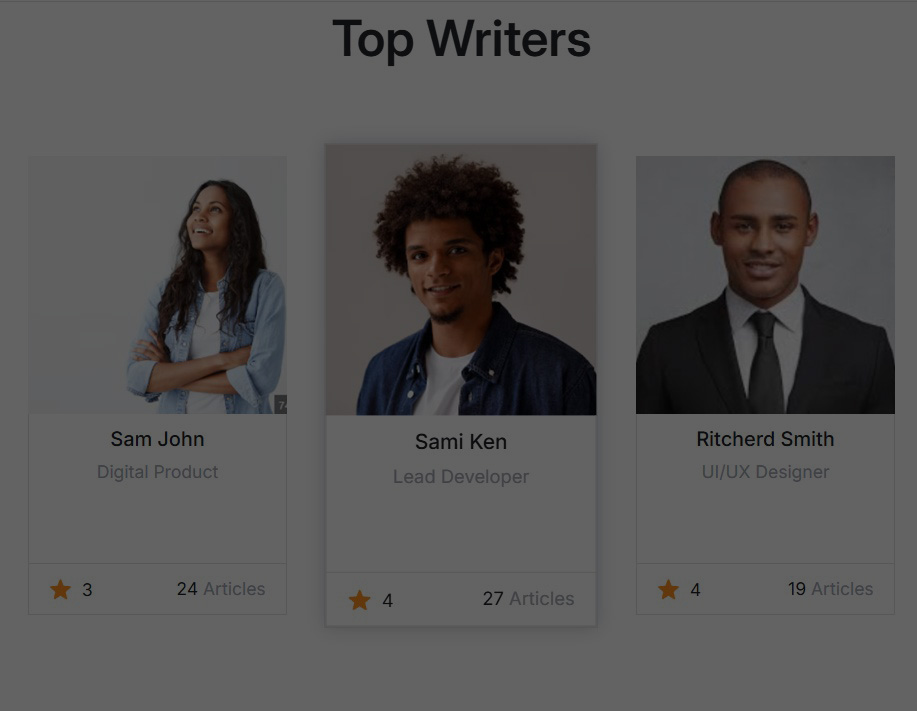 Top Writers
Sam John
Digital Product
3
24 Articles
Sami Ken
Lead Developer
4
27 Articles
Ritcherd Smith
UI/UX Designer
4
19 Articles